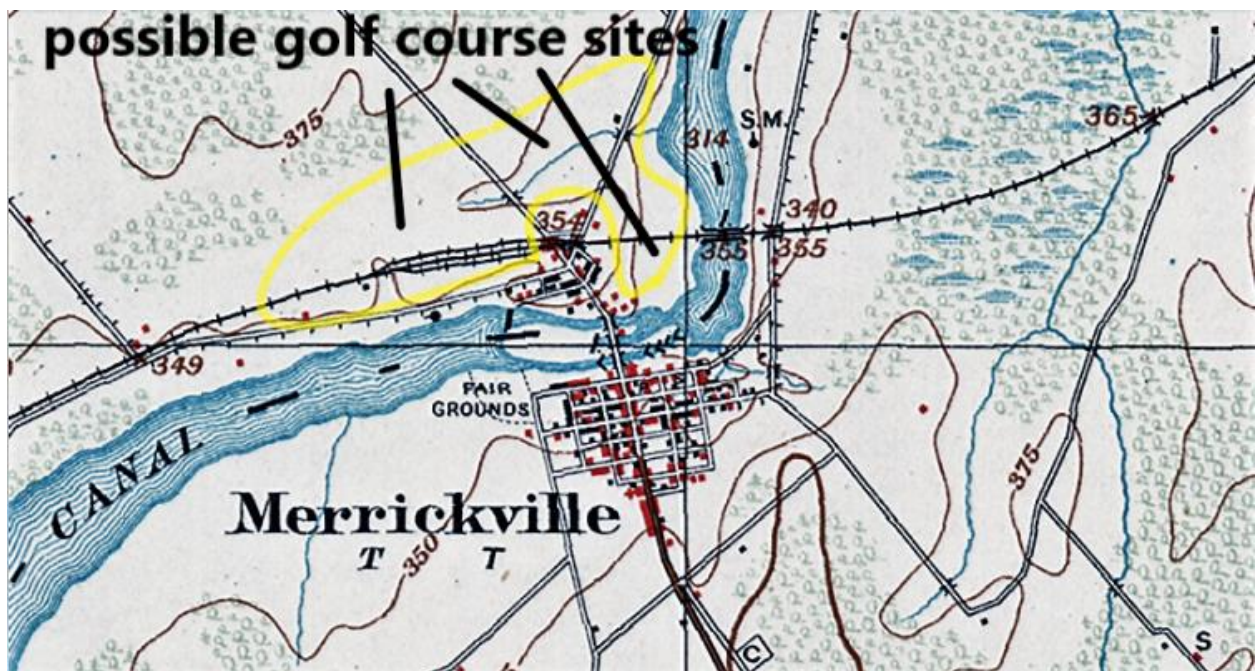 possible golf course sites
375
314
S.M.
365
354
340
355
355
349
FAIR
GROUNDS
CANAL
375
Merrickville
T T
350
S
C